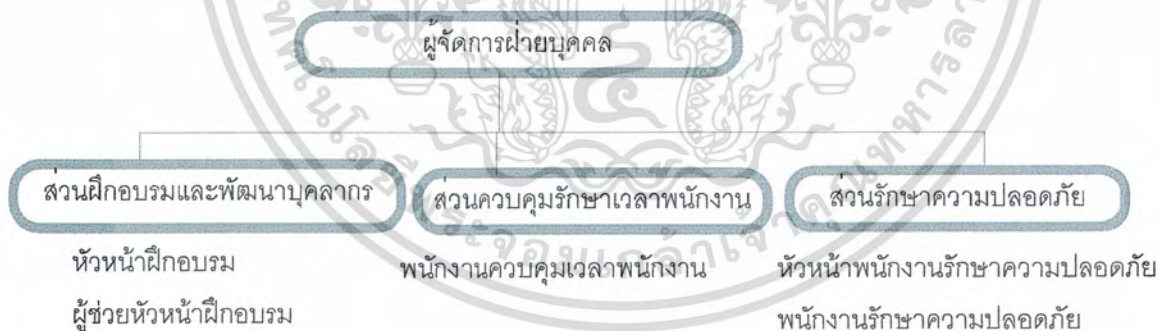 ผู้จัดการฝ่ายบุคคล
ส่วนฝึกอบรมและพัฒนาบุคลากร
หัวหน้าฝึกอบรม
ผู้ช่วยหัวหน้าฝึกอบรม
ส่วนควบคุมรักษาเวลาพนักงาน
พนักงานควบคุมเวลาพนักงาน
ส่วนรักษาความปลอดภัย
หัวหน้าพนักงานรักษาความปลอดภัย
พนักงานรักษาความปลอดภัย